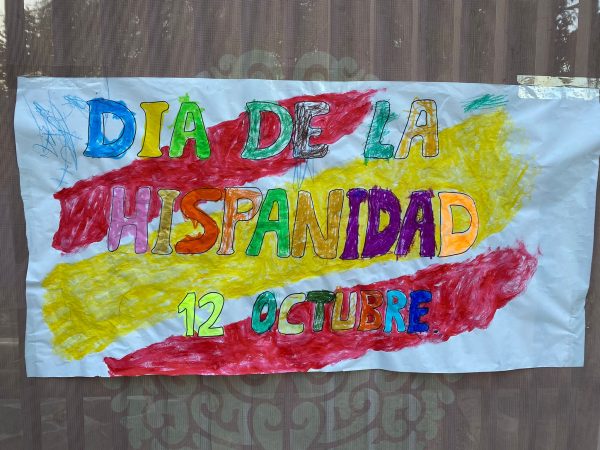 DIA DE LA
HISPANIDAD
12 OCTUBRE.